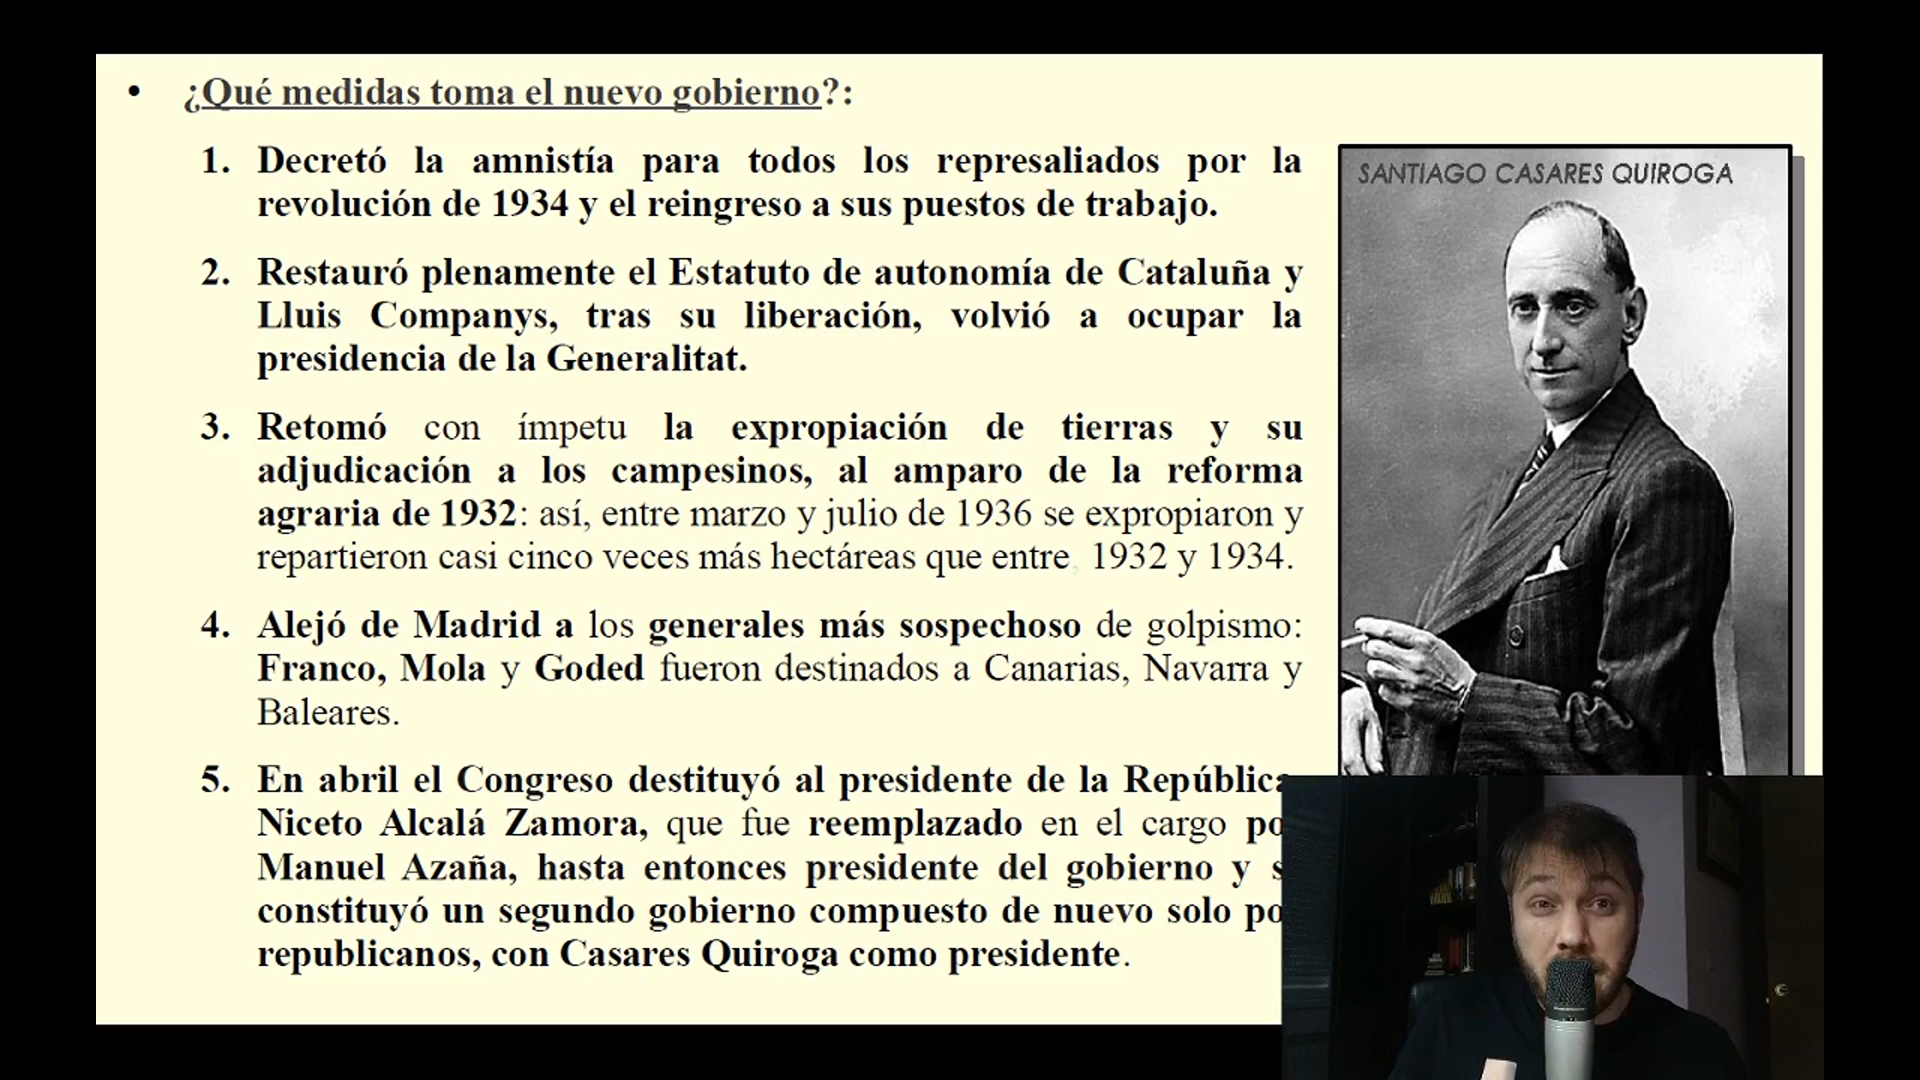 • ¿Qué medidas toma el nuevo gobierno?:
1. Decretó la amnistía para todos los represaliados por la
revolución de 1934 y el reingreso a sus puestos de trabajo.
2. Restauró plenamente el Estatuto de autonomía de Cataluña y
Lluis Companys, tras su liberación, volvió a ocupar la
presidencia de la Generalitat.
3. Retomó con ímpetu la expropiación de tierras y su
adjudicación a los campesinos, al amparo de la reforma
agraria de 1932: así, entre marzo y julio de 1936 se expropiaron y
repartieron casi cinco veces más hectáreas que entre 1932 y 1934.
4. Alejó de Madrid a los generales más sospechoso de golpismo:
Franco, Mola y Goded fueron destinados a Canarias, Navarra y
Baleares.
5. En abril el Congreso destituyó al presidente de la República
Niceto Alcalá Zamora, que fue reemplazado en el cargo po
Manuel Azaña, hasta entonces presidente del gobierno y s
constituyó un segundo gobierno compuesto de nuevo solo po
republicanos, con Casares Quiroga como presidente.
SANTIAGO CASARES QUIROGA